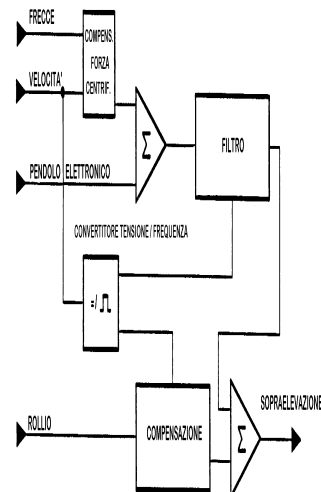 FRECCE
COMPENS.
FORZA
CENTRIF.
VELOCITA'
Σ
FILTRO
PENDOLO ELETTRONICO
CONVERTITORE TENSIONE / FREQUENZA
=/
ROLLIO
COMPENSAZIONE
Σ
SOPRAELEVAZIONE